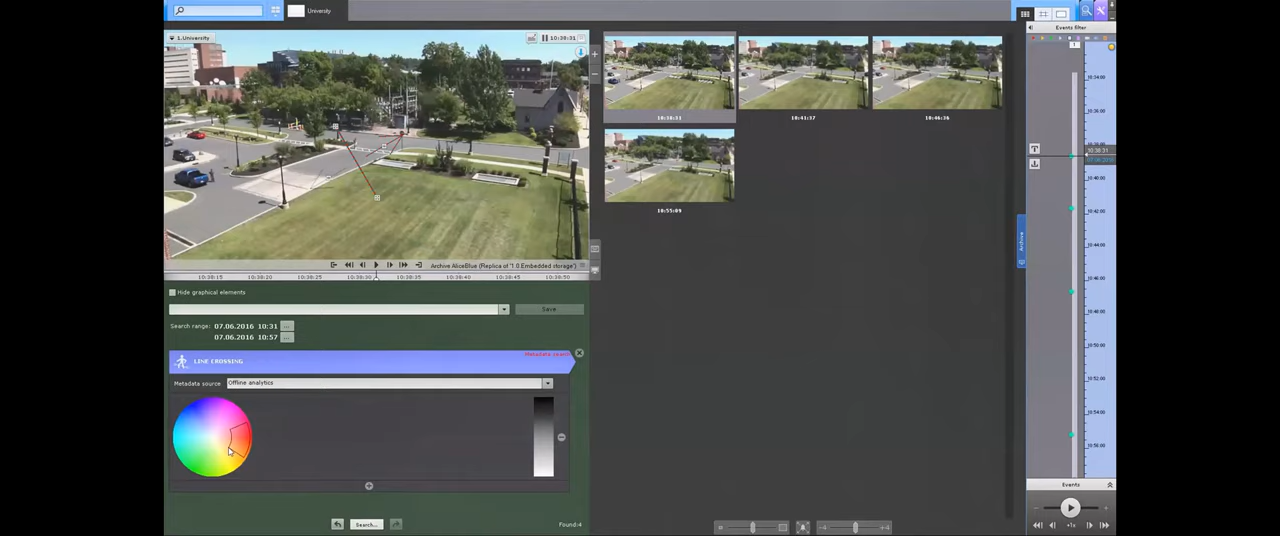 University
1.University
10:38:31
Archive AliceBlue (Replica of '1.0.Embedded storage')
10:38:15 10:38:20 10:38:25 10:38:30 10:38:35 10:38:40 10:38:45 10:38:50
Hide graphical elements
Save
Search range: 07.06.2016 10:31 ...
07.06.2016 10:57 ...
Metadata search
LINE CROSSING
Metadata source Offline analytics
Search...
Found:4
10:38:31
10:41:37
10:46:36
10:55:09
Archive
Events filter
10:34:00
10:36:00
10:38:31
07.06.2016
10:40:00
10:42:00
10:44:00
10:46:00
10:48:00
10:50:00
10:52:00
10:54:00
10:56:00
Events
-4 +4